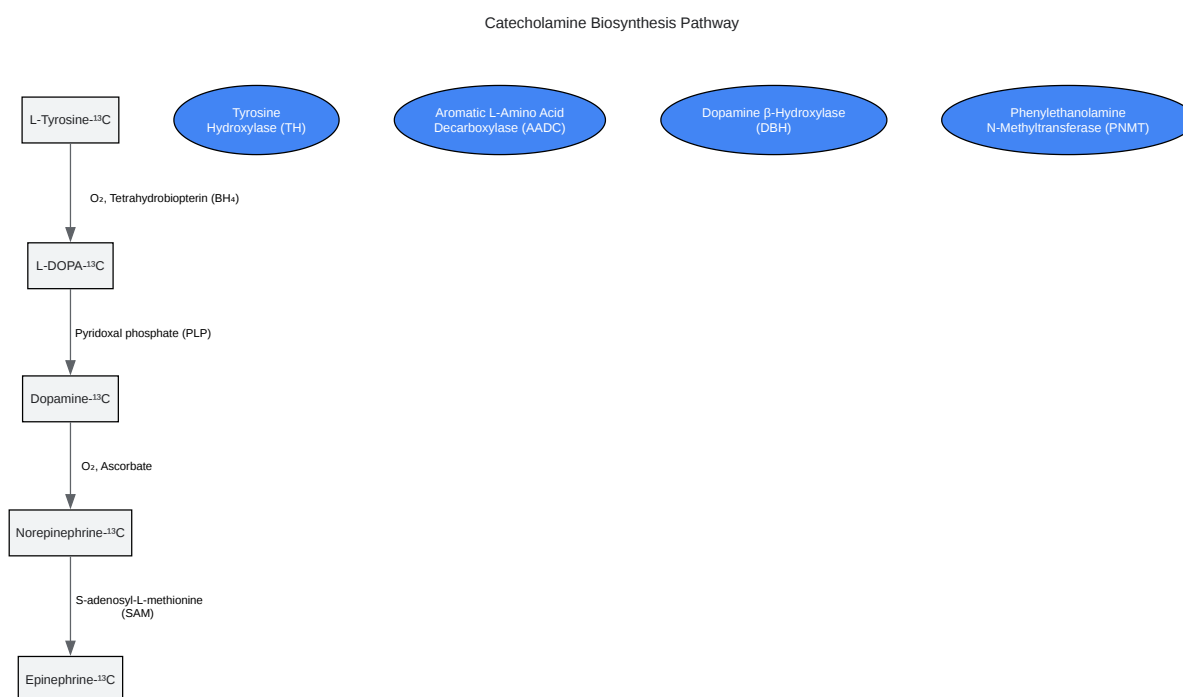 Catecholamine Biosynthesis Pathway
L-Tyrosine-¹³C
Tyrosine
Hydroxylase (TH)
Aromatic L-Amino Acid
Decarboxylase (AADC)
Dopamine β-Hydroxylase
(DBH)
Phenylethanolamine
N-Methyltransferase (PNMT)
O₂, Tetrahydrobiopterin (BH₄)
L-DOPA-¹³C
Pyridoxal phosphate (PLP)
Dopamine-¹³C
O₂, Ascorbate
Norepinephrine-¹³C
S-adenosyl-L-methionine
(SAM)
Epinephrine-¹³C